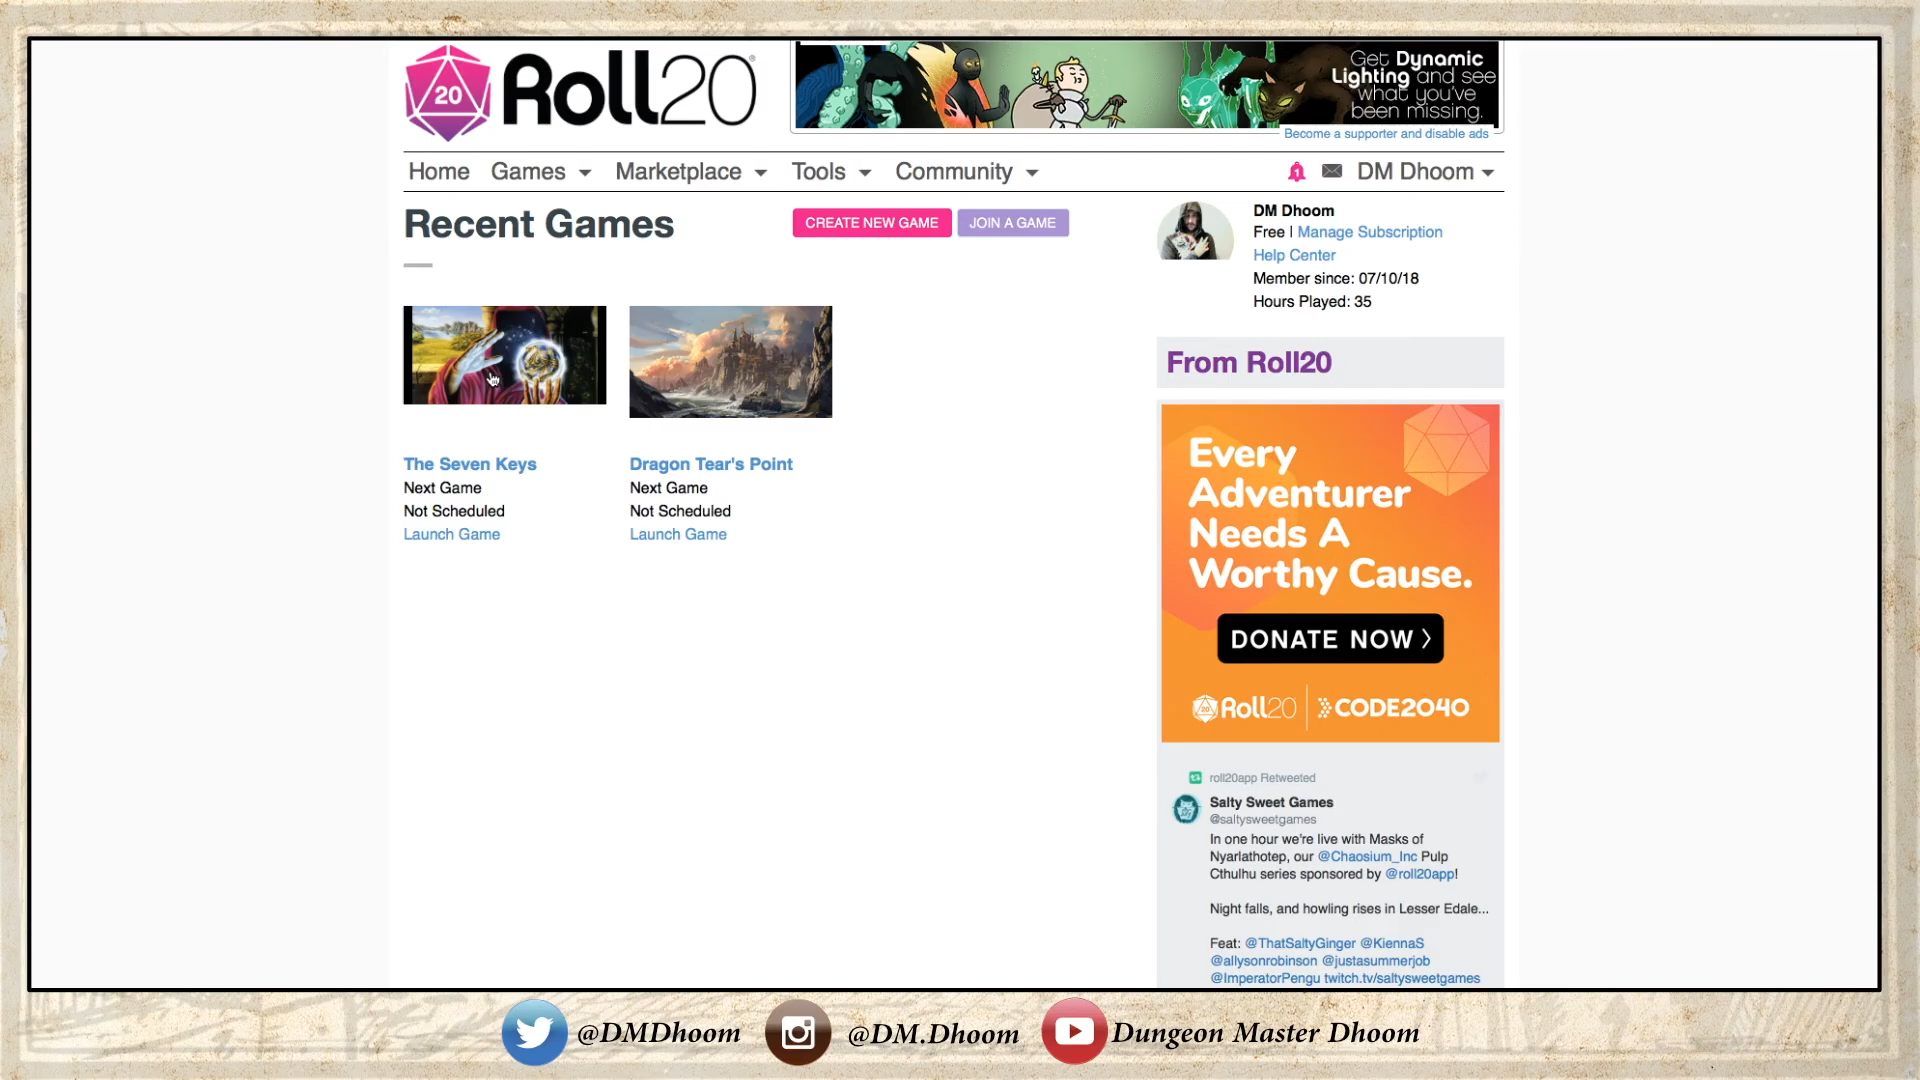 20 Roll20®
Get Dynamic
Lighting and see
what you've
been missing.
Become a supporter and disable ads
Home Games Marketplace Tools Community 1 DM Dhoom
Recent Games
CREATE NEW GAME JOIN A GAME
DM Dhoom
Free | Manage Subscription
Help Center
Member since: 07/10/18
Hours Played: 35
The Seven Keys
Next Game
Not Scheduled
Launch Game
Dragon Tear's Point
Next Game
Not Scheduled
Launch Game
From Roll20
Every
Adventurer
Needs A
Worthy Cause.
DONATE NOW >
20 Roll20 CODE2040
roll20app Retweeted
Salty Sweet Games
@saltysweetgames
In one hour we're live with Masks of
Nyarlathotep, our @Chaosium_Inc Pulp
Cthulhu series sponsored by @roll20app!
Night falls, and howling rises in Lesser Edale...
Feat: @ThatSaltyGinger @KiennaS
@allysonrobinson @justasummerjob
@ImperatorPengu twitch.tv/saltysweetgames
@DMDhoom @DM.Dhoom Dungeon Master Dhoom